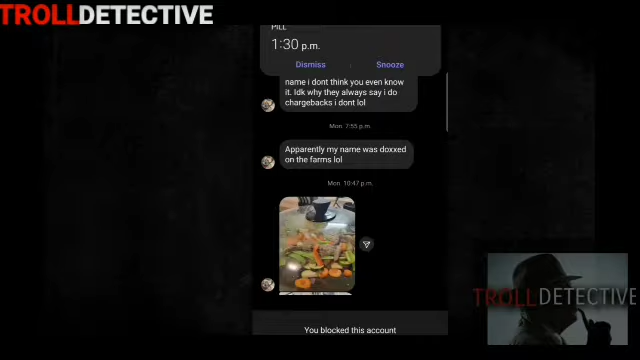 TROLLDETECTIVE
PILL
1:30 p.m.
Dismiss
Snooze
name i dont think you even know
it. Idk why they always say i do
chargebacks i dont lol
Mon 7:55 p.m.
Apparently my name was doxxed
on the farms lol
Mon 10:47 p.m.
TROLLDETECTIVE
You blocked this account